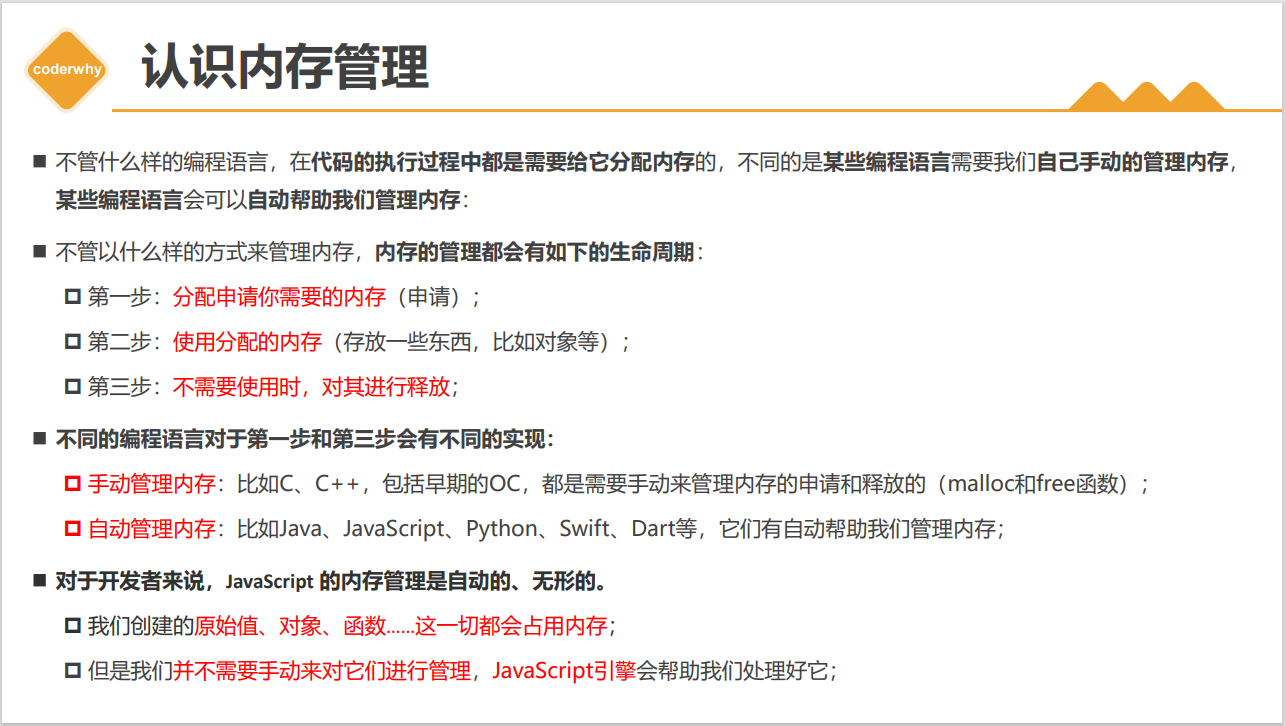 coderwhy
认识内存管理
不管什么样的编程语言，在代码的执行过程中都是需要给它分配内存的，不同的是某些编程语言需要我们自己手动的管理内存，
某些编程语言会可以自动帮助我们管理内存：
不管以什么样的方式来管理内存，内存的管理都会有如下的生命周期：
第一步：分配申请你需要的内存（申请）；
第二步：使用分配的内存（存放一些东西，比如对象等）；
第三步：不需要使用时，对其进行释放；
不同的编程语言对于第一步和第三步会有不同的实现：
手动管理内存：比如C、C++，包括早期的OC，都是需要手动来管理内存的申请和释放的（malloc和free函数）；
自动管理内存：比如Java、JavaScript、Python、Swift、Dart等，它们有自动帮助我们管理内存；
对于开发者来说，JavaScript 的内存管理是自动的、无形的。
我们创建的原始值、对象、函数……这一切都会占用内存；
但是我们并不需要手动来对它们进行管理，JavaScript引擎会帮助我们处理好它；